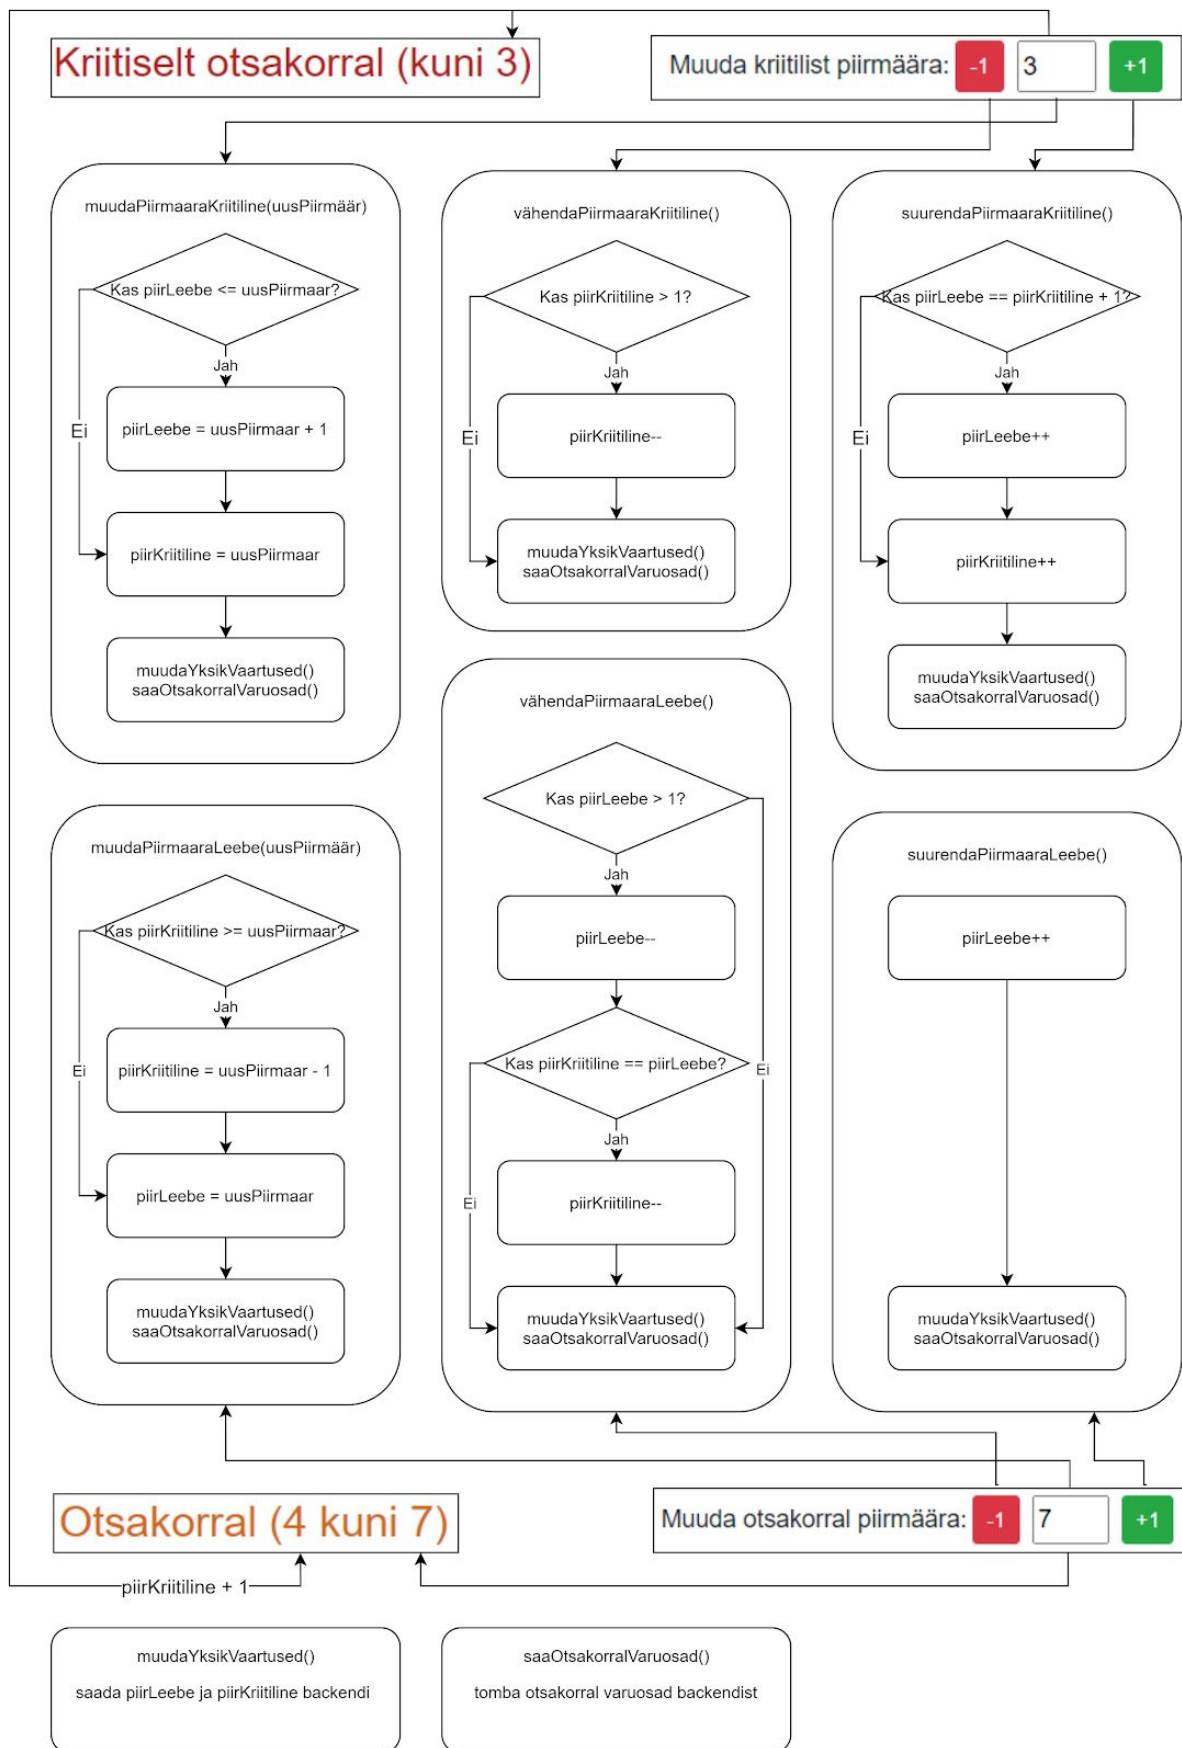 Kriitiselt otsakorral (kuni 3)
Muuda kriitilist piirmäära: -1 3 +1
muudaPiirmaaraKriitiline(uusPiirmäär)
Kas piirLeebe <= uusPiirmaar?
Jah
Ei
piirLeebe = uusPiirmaar + 1
piirKriitiline = uusPiirmaar
muudaYksikVaartused()
saaOtsakorralVaruosad()
vähendaPiirmaaraKriitiline()
Kas piirKriitiline > 1?
Jah
Ei
piirKriitiline--
muudaYksikVaartused()
saaOtsakorralVaruosad()
suurendaPiirmaaraKriitiline()
Kas piirLeebe == piirKriitiline + 1?
Jah
Ei
piirLeebe++
piirKriitiline++
muudaYksikVaartused()
saaOtsakorralVaruosad()
muudaPiirmaaraLeebe(uusPiirmäär)
Kas piirKriitiline >= uusPiirmaar?
Jah
Ei
piirKriitiline = uusPiirmaar - 1
piirLeebe = uusPiirmaar
muudaYksikVaartused()
saaOtsakorralVaruosad()
vähendaPiirmaaraLeebe()
Kas piirLeebe > 1?
Jah
piirLeebe--
Kas piirKriitiline == piirLeebe?
Ei
Jah
Ei
piirKriitiline--
muudaYksikVaartused()
saaOtsakorralVaruosad()
suurendaPiirmaaraLeebe()
piirLeebe++
muudaYksikVaartused()
saaOtsakorralVaruosad()
Otsakorral (4 kuni 7)
Muuda otsakorral piirmäära: -1 7 +1
piirKriitiline + 1
muudaYksikVaartused()
saada piirLeebe ja piirKriitiline backendi
saaOtsakorralVaruosad()
tomba otsakorral varuosad backendist